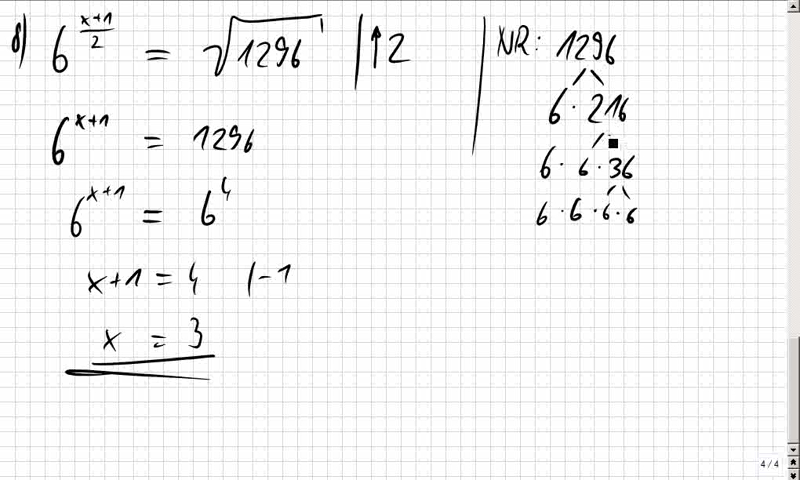 b) 6^((x+1)/2) = √1296 | ↑2
6^(x+1) = 1296
6^(x+1) = 6^4
x+1 = 4 | -1
x = 3
NR: 1296
6 · 216
6 · 6 · 36
6 · 6 · 6 · 6
4 / 4